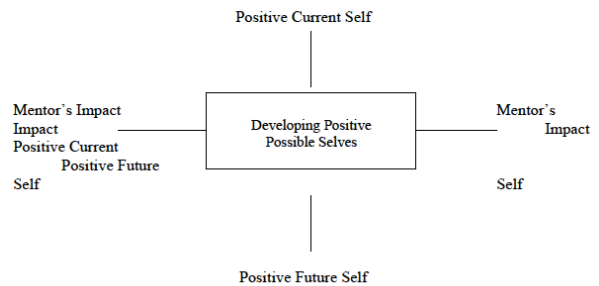 Positive Current Self
Mentor's Impact
Impact
Positive Current
Positive Future
Self
Developing Positive
Possible Selves
Mentor's
Impact
Self
Positive Future Self